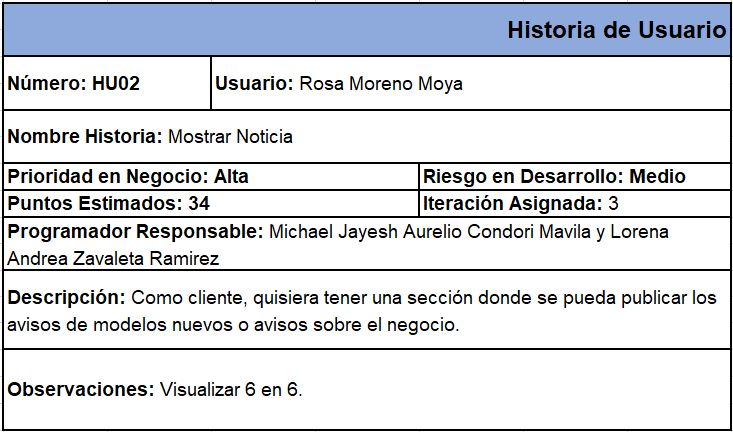 Historia de Usuario
Número: HU02 Usuario: Rosa Moreno Moya
Nombre Historia: Mostrar Noticia
Prioridad en Negocio: Alta Riesgo en Desarrollo: Medio
Puntos Estimados: 34 Iteración Asignada: 3
Programador Responsable: Michael Jayesh Aurelio Condori Mavila y Lorena
Andrea Zavaleta Ramirez
Descripción: Como cliente, quisiera tener una sección donde se pueda publicar los
avisos de modelos nuevos o avisos sobre el negocio.
Observaciones: Visualizar 6 en 6.